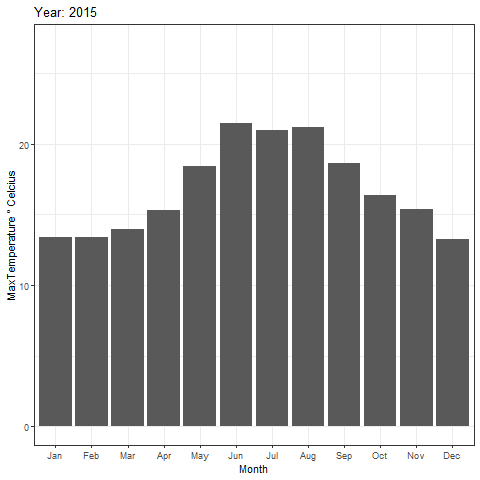 Year: 2015
MaxTemperature " Celcius
20
10
0
Jan Feb Mar Apr May Jun Jul Aug Sep Oct Nov Dec
Month